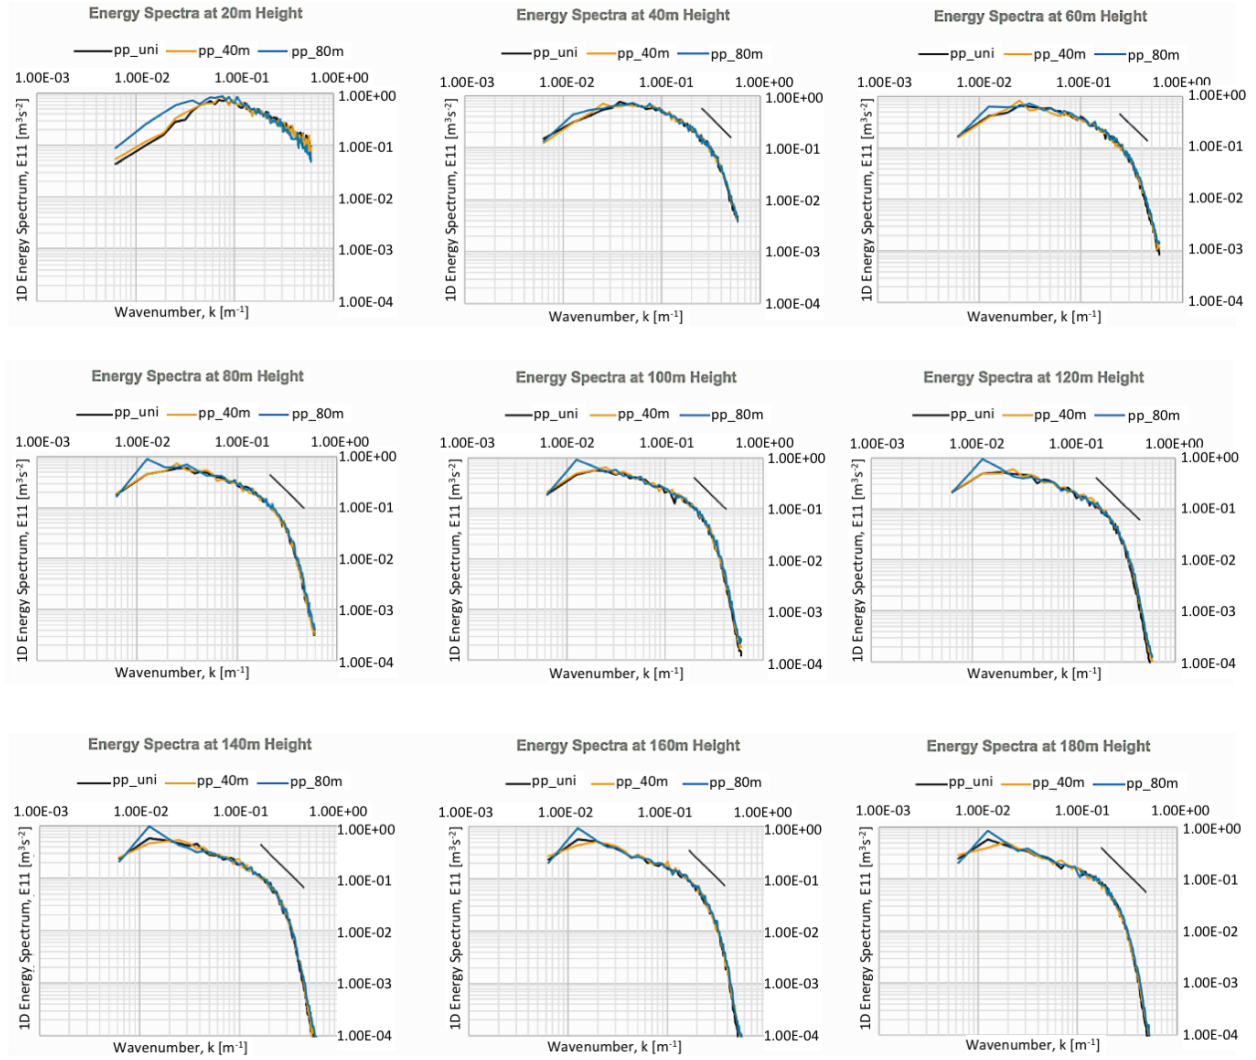 Energy Spectra at 20m Height
pp_uni pp_40m pp_80m
1.00E-03 1.00E-02 1.00E-01 1.00E+00
1D Energy Spectrum, E11 [m³s⁻²]
1.00E+00
1.00E-01
1.00E-02
1.00E-03
1.00E-04
Wavenumber, k [m⁻¹]
Energy Spectra at 40m Height
pp_uni pp_40m pp_80m
1.00E-03 1.00E-02 1.00E-01 1.00E+00
1D Energy Spectrum, E11 [m³s⁻²]
1.00E+00
1.00E-01
1.00E-02
1.00E-03
1.00E-04
Wavenumber, k [m⁻¹]
Energy Spectra at 60m Height
pp_uni pp_40m pp_80m
1.00E-03 1.00E-02 1.00E-01 1.00E+00
1D Energy Spectrum, E11 [m³s⁻²]
1.00E+00
1.00E-01
1.00E-02
1.00E-03
1.00E-04
Wavenumber, k [m⁻¹]
Energy Spectra at 80m Height
pp_uni pp_40m pp_80m
1.00E-03 1.00E-02 1.00E-01 1.00E+00
1D Energy Spectrum, E11 [m³s⁻²]
1.00E+00
1.00E-01
1.00E-02
1.00E-03
1.00E-04
Wavenumber, k [m⁻¹]
Energy Spectra at 100m Height
pp_uni pp_40m pp_80m
1.00E-03 1.00E-02 1.00E-01 1.00E+00
1D Energy Spectrum, E11 [m³s⁻²]
1.00E+00
1.00E-01
1.00E-02
1.00E-03
1.00E-04
Wavenumber, k [m⁻¹]
Energy Spectra at 120m Height
pp_uni pp_40m pp_80m
1.00E-03 1.00E-02 1.00E-01 1.00E+00
1D Energy Spectrum, E11 [m³s⁻²]
1.00E+00
1.00E-01
1.00E-02
1.00E-03
1.00E-04
Wavenumber, k [m⁻¹]
Energy Spectra at 140m Height
pp_uni pp_40m pp_80m
1.00E-03 1.00E-02 1.00E-01 1.00E+00
1D Energy Spectrum, E11 [m³s⁻²]
1.00E+00
1.00E-01
1.00E-02
1.00E-03
1.00E-04
Wavenumber, k [m⁻¹]
Energy Spectra at 160m Height
pp_uni pp_40m pp_80m
1.00E-03 1.00E-02 1.00E-01 1.00E+00
1D Energy Spectrum, E11 [m³s⁻²]
1.00E+00
1.00E-01
1.00E-02
1.00E-03
1.00E-04
Wavenumber, k [m⁻¹]
Energy Spectra at 180m Height
pp_uni pp_40m pp_80m
1.00E-03 1.00E-02 1.00E-01 1.00E+00
1D Energy Spectrum, E11 [m³s⁻²]
1.00E+00
1.00E-01
1.00E-02
1.00E-03
1.00E-04
Wavenumber, k [m⁻¹]